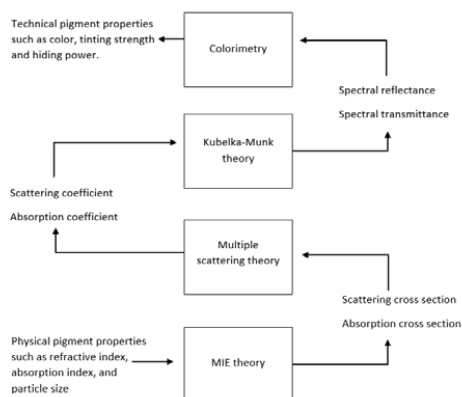 Technical pigment properties
such as color, tinting strength
and hiding power.
Colorimetry
Spectral reflectance
Spectral transmittance
Kubelka-Munk
theory
Scattering coefficient
Absorption coefficient
Multiple
scattering theory
Scattering cross section
Absorption cross section
Physical pigment properties
such as refractive index,
absorption index, and
particle size
MIE theory